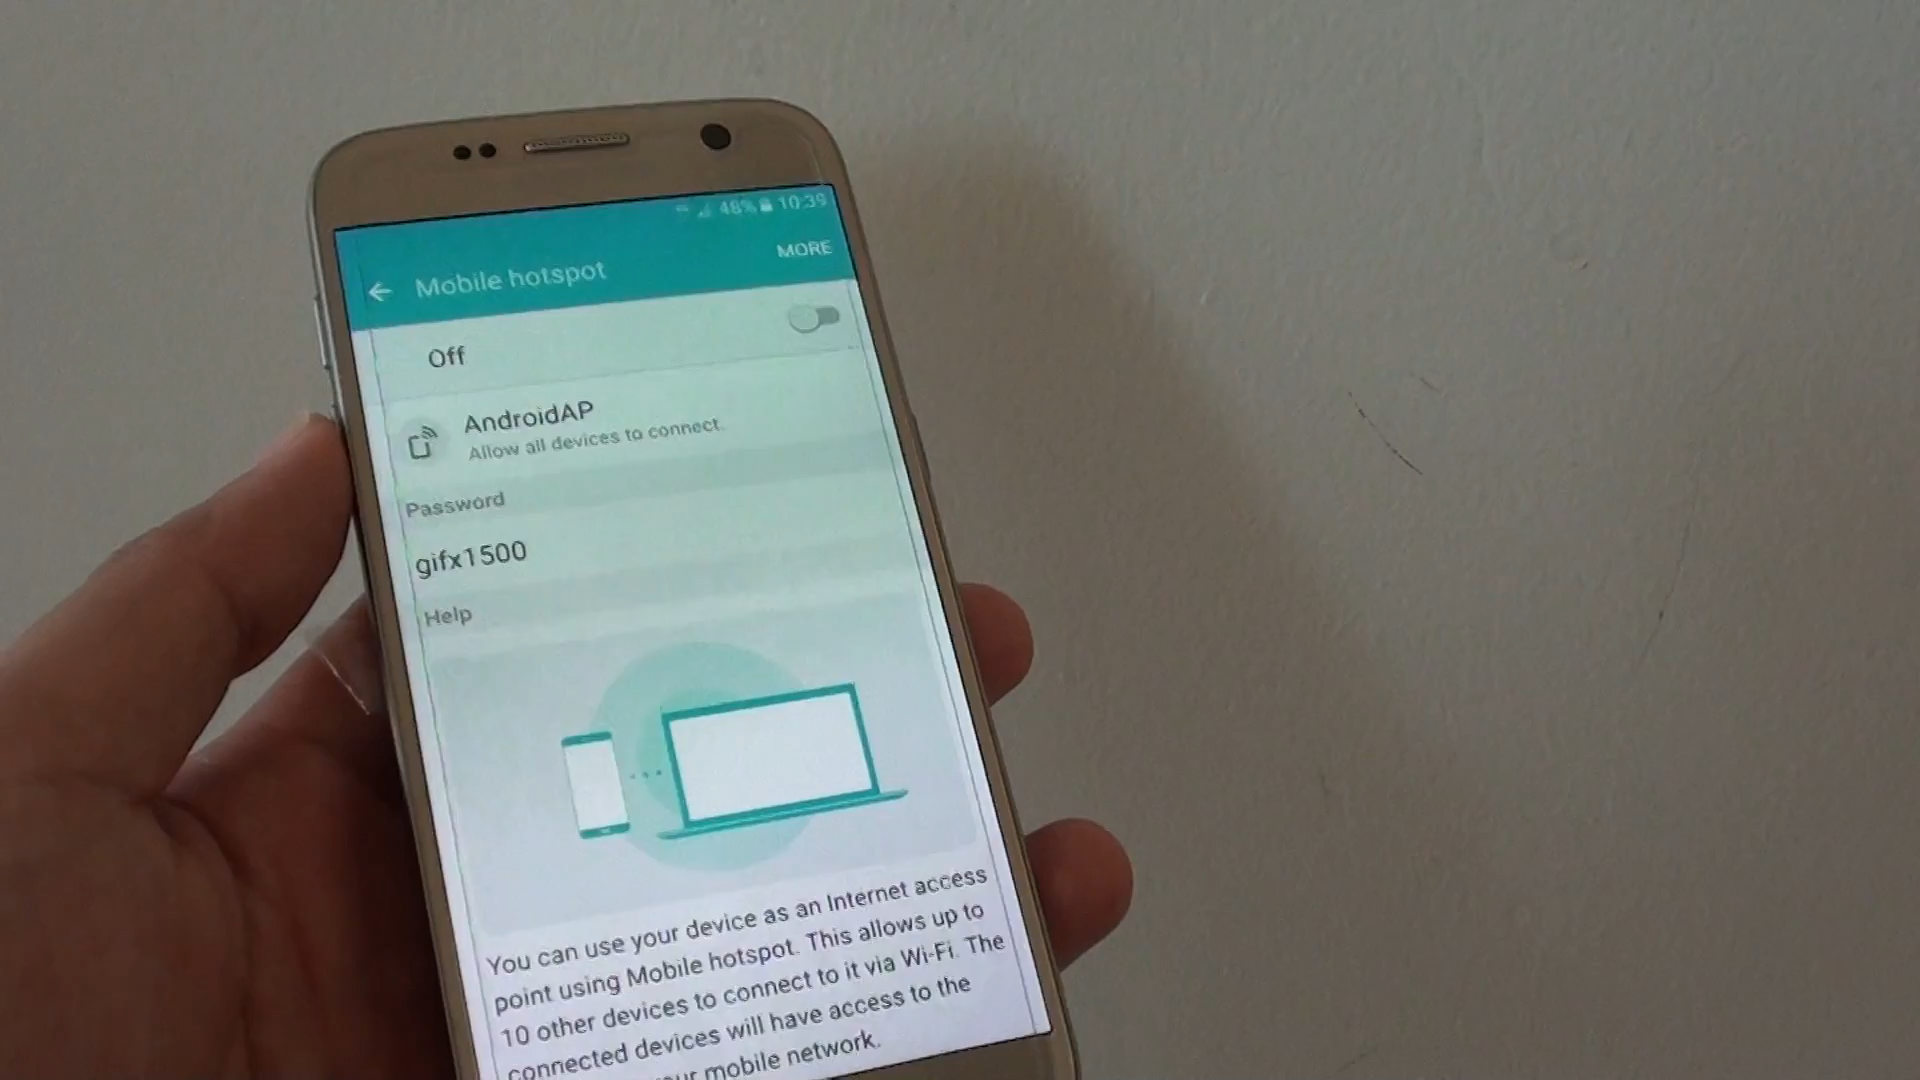 48% 10:39
MORE
Mobile hotspot
Off
AndroidAP
Allow all devices to connect.
Password
gifx1500
Help
You can use your device as an Internet access
point using Mobile hotspot. This allows up to
10 other devices to connect to it via Wi-Fi. The
connected devices will have access to the
mobile network.